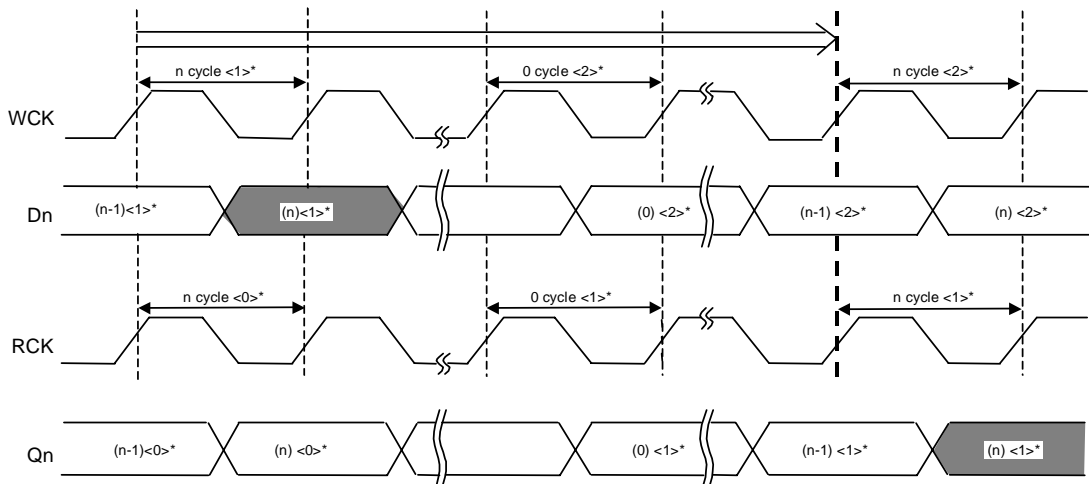 n cycle <1>* 0 cycle <2>* n cycle <2>*
WCK
Dn (n-1)<1>* (n)<1>* (0) <2>* (n-1) <2>* (n) <2>*
n cycle <0>* 0 cycle <1>* n cycle <1>*
RCK
Qn (n-1)<0>* (n) <0>* (0) <1>* (n-1) <1>* (n) <1>*